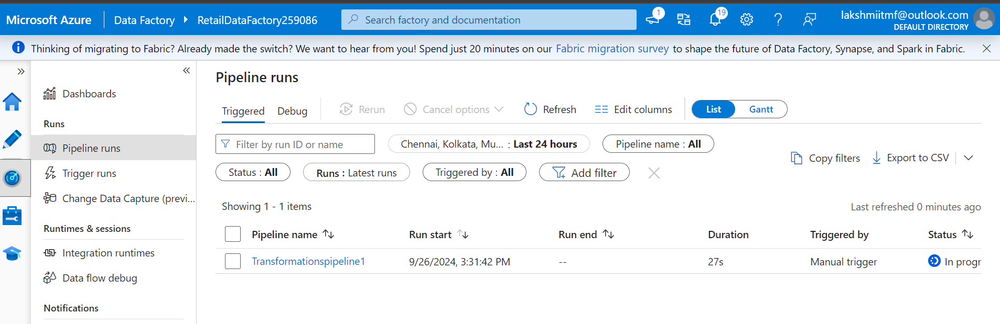 Microsoft Azure Data Factory RetailDataFactory259086 Search factory and documentation 1 19 lakshmiitmf@outlook.com
DEFAULT DIRECTORY
Thinking of migrating to Fabric? Already made the switch? We want to hear from you! Spend just 20 minutes on our Fabric migration survey to shape the future of Data Factory, Synapse, and Spark in Fabric.
Dashboards
Runs
Pipeline runs
Trigger runs
Change Data Capture (previ...
Runtimes & sessions
Integration runtimes
Data flow debug
Notifications
Pipeline runs
Triggered Debug Rerun Cancel options Refresh Edit columns List Gantt
Filter by run ID or name Chennai, Kolkata, Mu... : Last 24 hours Pipeline name : All
Status : All Runs : Latest runs Triggered by : All Add filter
Copy filters Export to CSV
Showing 1 - 1 items Last refreshed 0 minutes ago
Pipeline name Run start Run end Duration Triggered by Status
Transformationspipeline1 9/26/2024, 3:31:42 PM -- 27s Manual trigger In progr